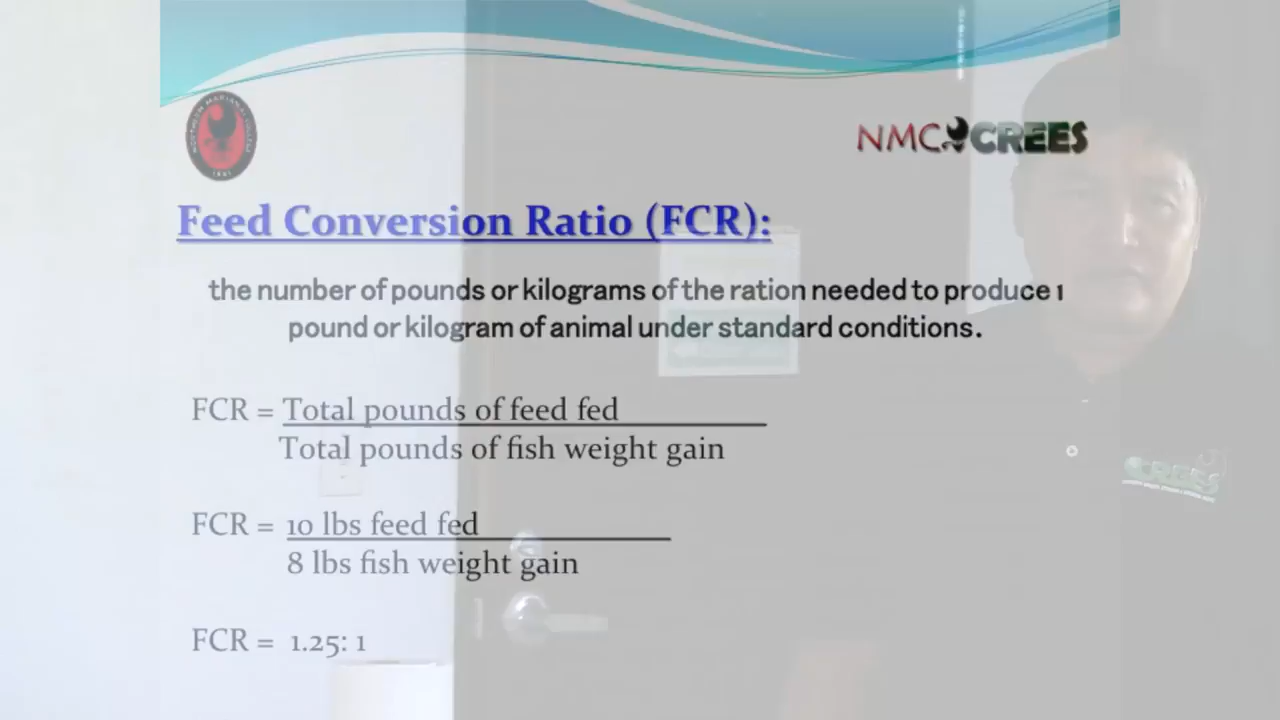 NMC CREES
Feed Conversion Ratio (FCR):
the number of pounds or kilograms of the ration needed to produce 1
pound or kilogram of animal under standard conditions.
FCR = Total pounds of feed fed
Total pounds of fish weight gain
FCR = 10 lbs feed fed
8 lbs fish weight gain
FCR = 1.25: 1
CREES